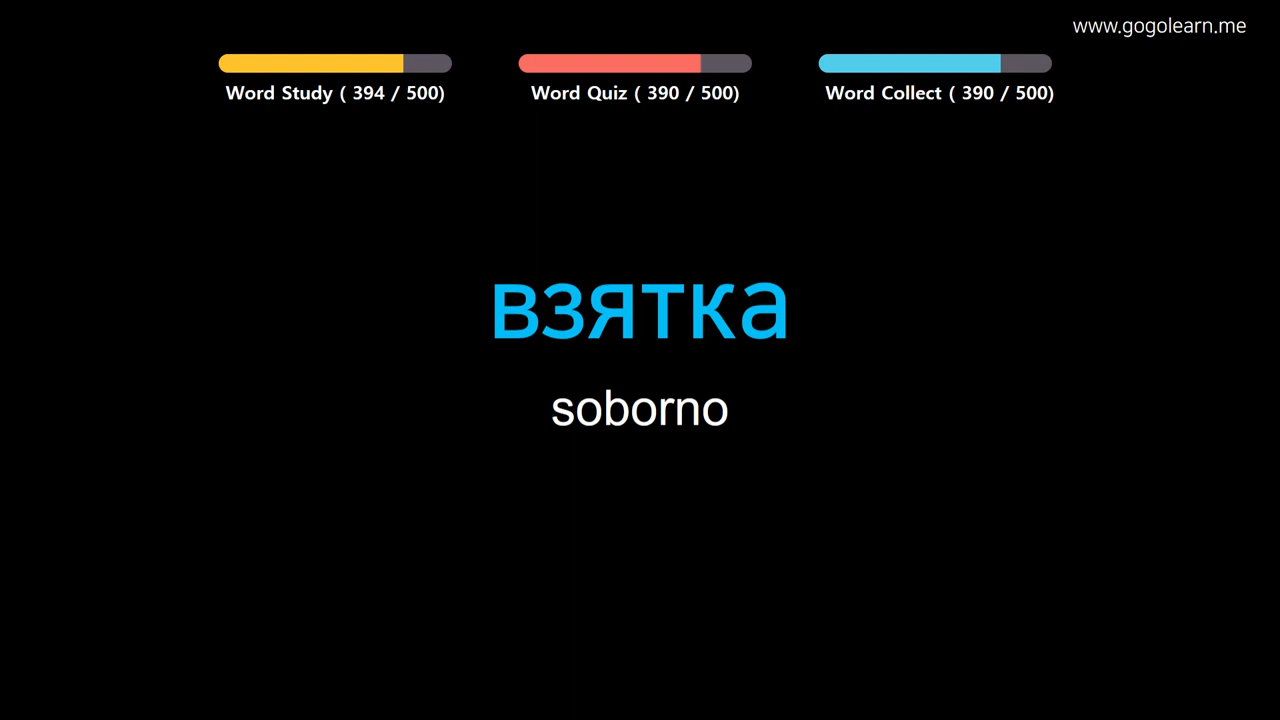 www.gogolearn.me
Word Study ( 394 / 500)
Word Quiz ( 390 / 500)
Word Collect ( 390 / 500)
взятка
soborno